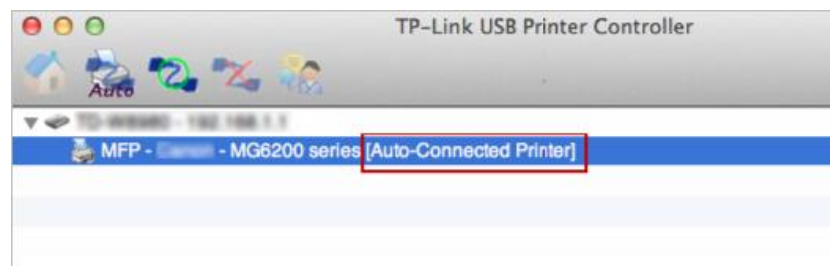 TP-Link USB Printer Controller
Auto
MFP - - MG6200 series [Auto-Connected Printer]